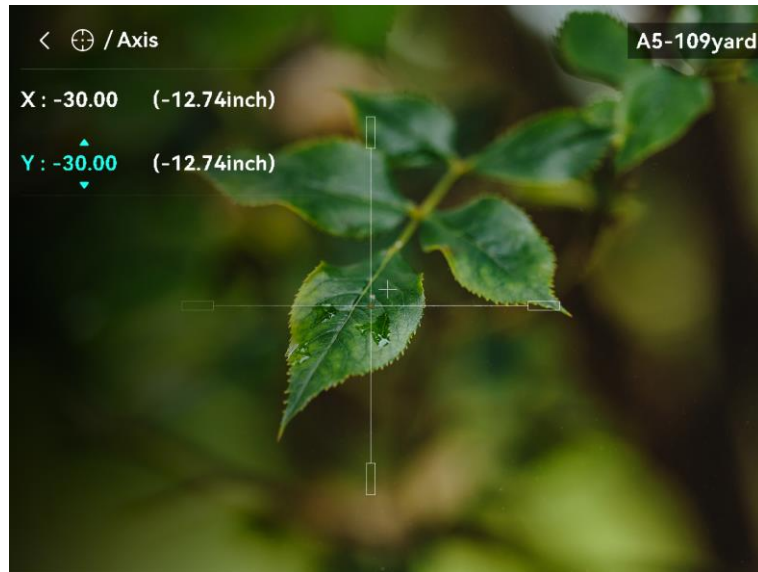 / Axis
A5-109yard
X : -30.00 (-12.74inch)
Y : -30.00 (-12.74inch)